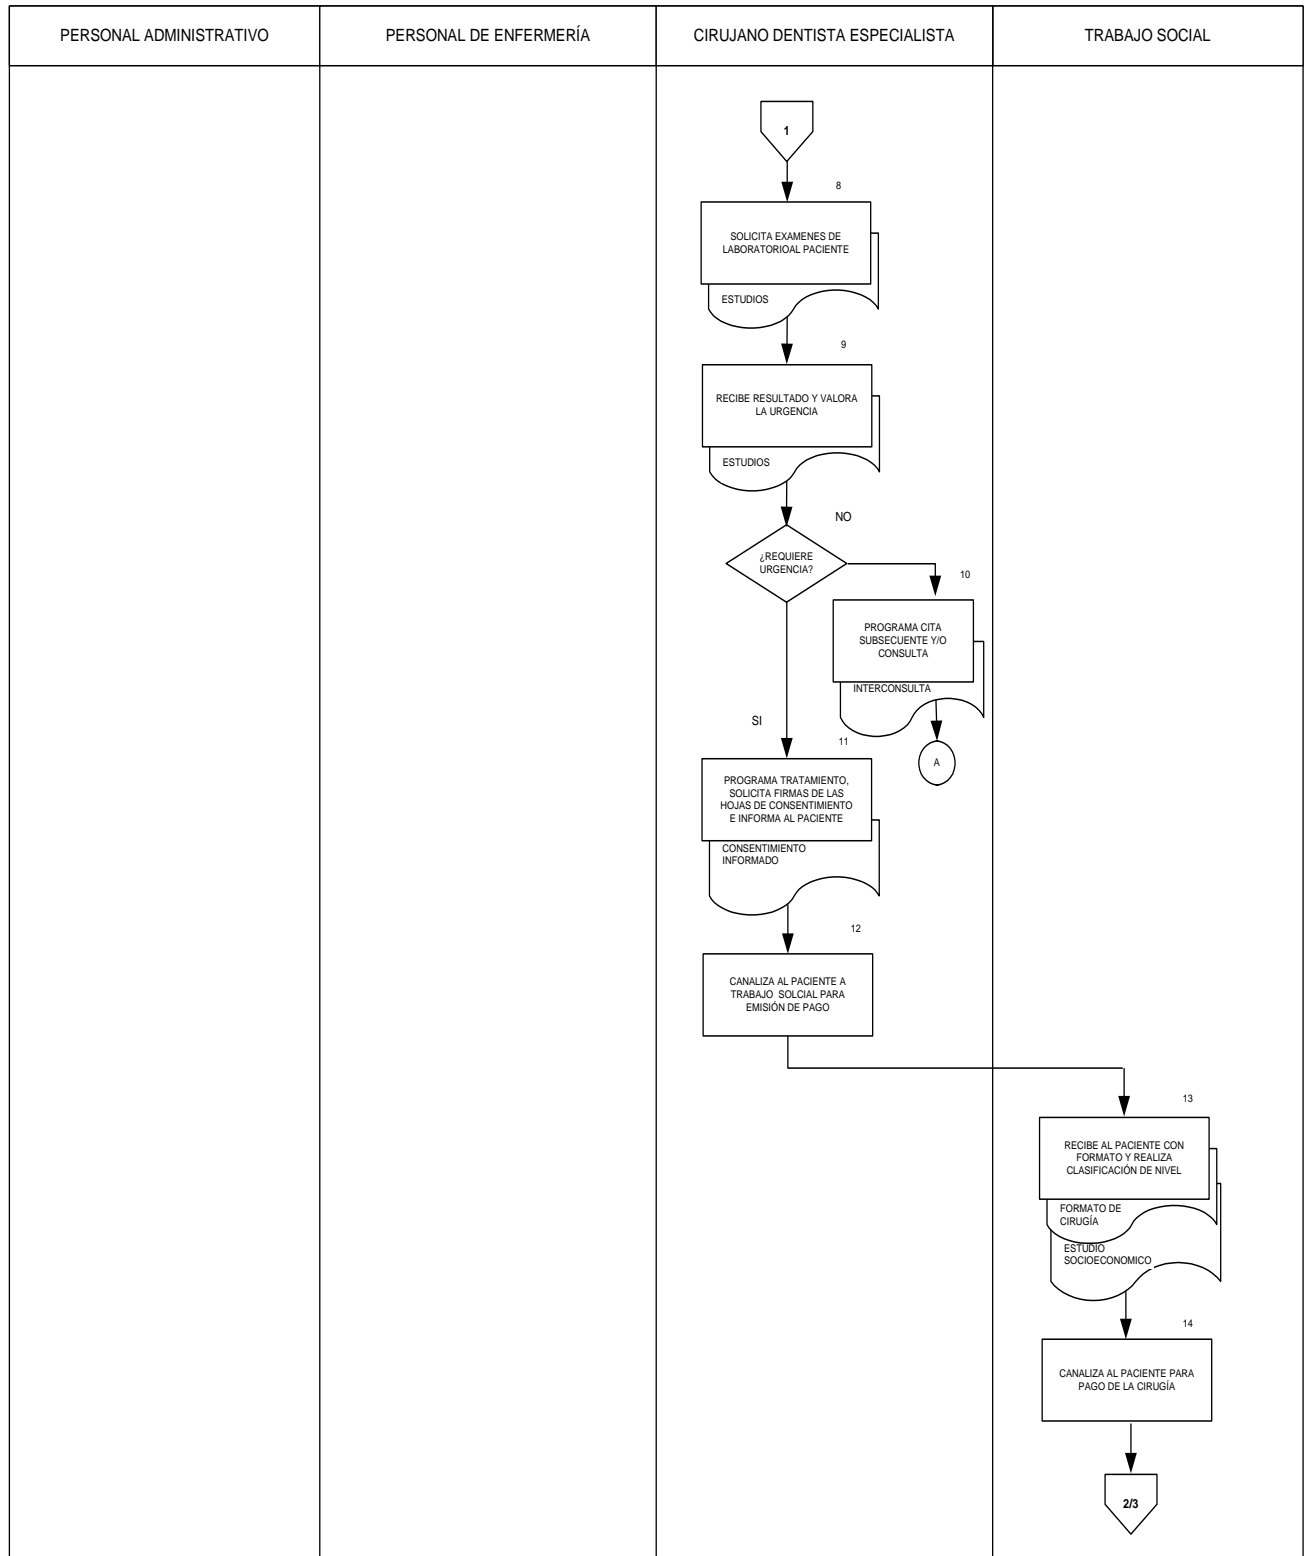 PERSONAL ADMINISTRATIVO
PERSONAL DE ENFERMERÍA
CIRUJANO DENTISTA ESPECIALISTA
TRABAJO SOCIAL
1
8
SOLICITA EXAMENES DE
LABORATORIOAL PACIENTE
ESTUDIOS
9
RECIBE RESULTADO Y VALORA
LA URGENCIA
ESTUDIOS
NO
¿REQUIERE
URGENCIA?
10
PROGRAMA CITA
SUBSECUENTE Y/O
CONSULTA
INTERCONSULTA
A
SI
11
PROGRAMA TRATAMIENTO,
SOLICITA FIRMAS DE LAS
HOJAS DE CONSENTIMIENTO
E INFORMA AL PACIENTE
CONSENTIMIENTO
INFORMADO
12
CANALIZA AL PACIENTE A
TRABAJO SOLCIAL PARA
EMISIÓN DE PAGO
13
RECIBE AL PACIENTE CON
FORMATO Y REALIZA
CLASIFICACIÓN DE NIVEL
FORMATO DE
CIRUGÍA
ESTUDIO
SOCIOECONOMICO
14
CANALIZA AL PACIENTE PARA
PAGO DE LA CIRUGÍA
2/3